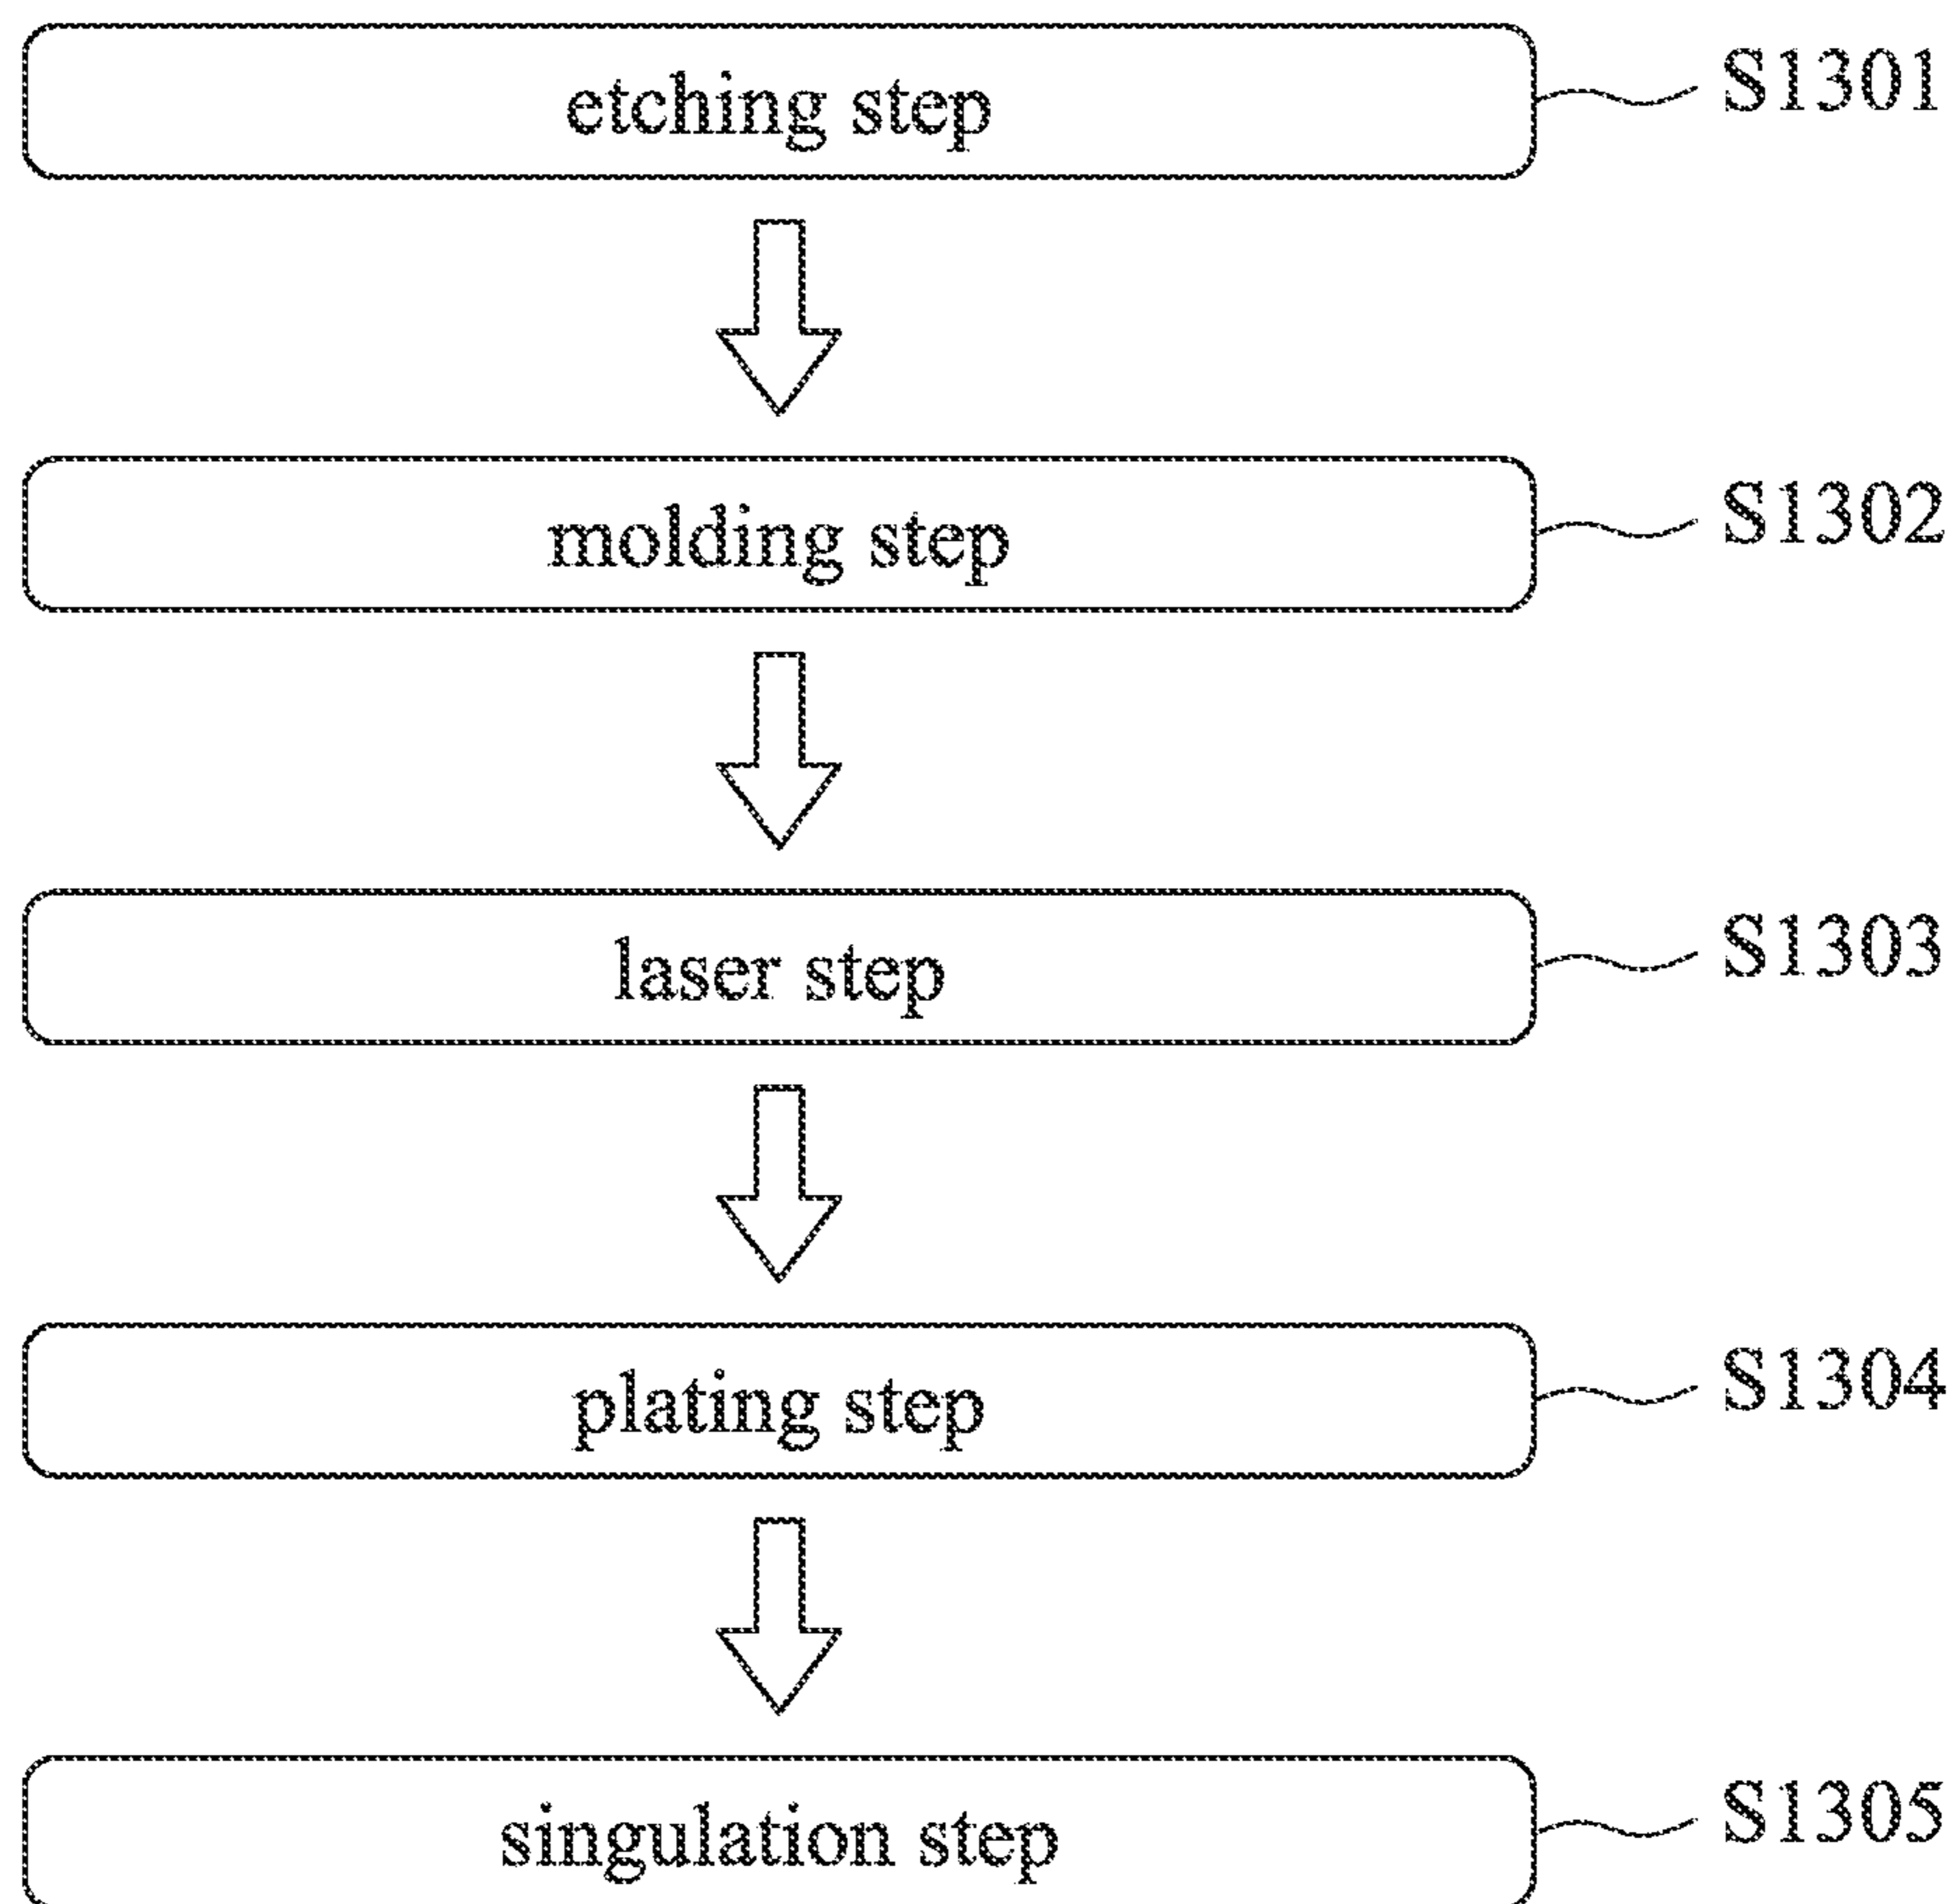 etching step S1301
molding step S1302
laser step S1303
plating step S1304
singulation step S1305